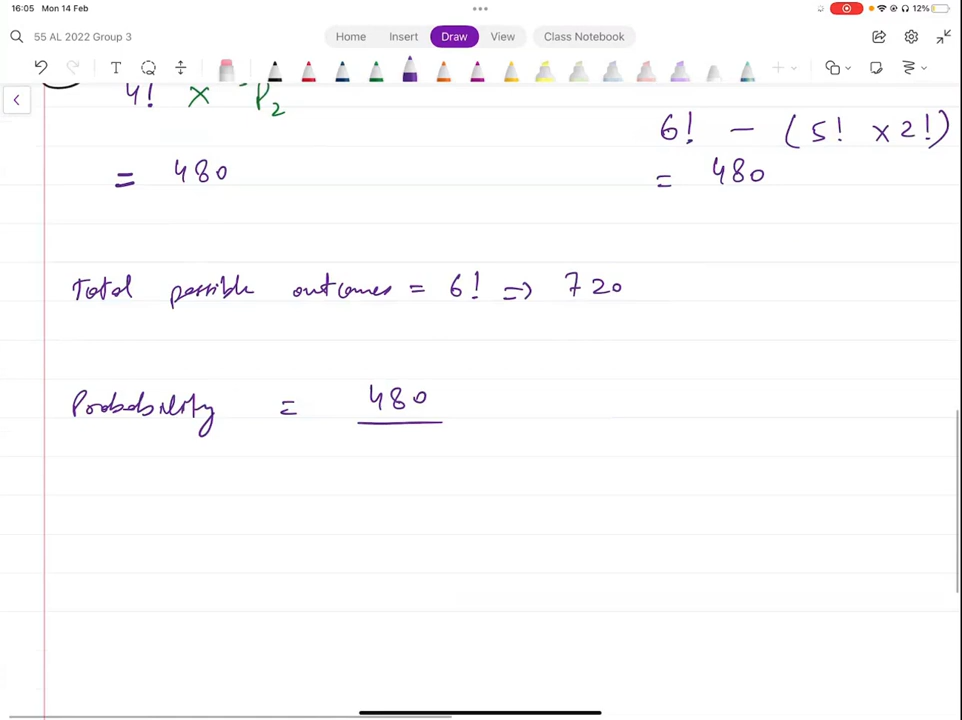 16:05 Mon 14 Feb
12%
55 AL 2022 Group 3
Home Insert Draw View Class Notebook
4! × P₂
6! – (5! × 2!)
= 480
= 480
Total possible outcomes = 6! => 720
Probability = 480